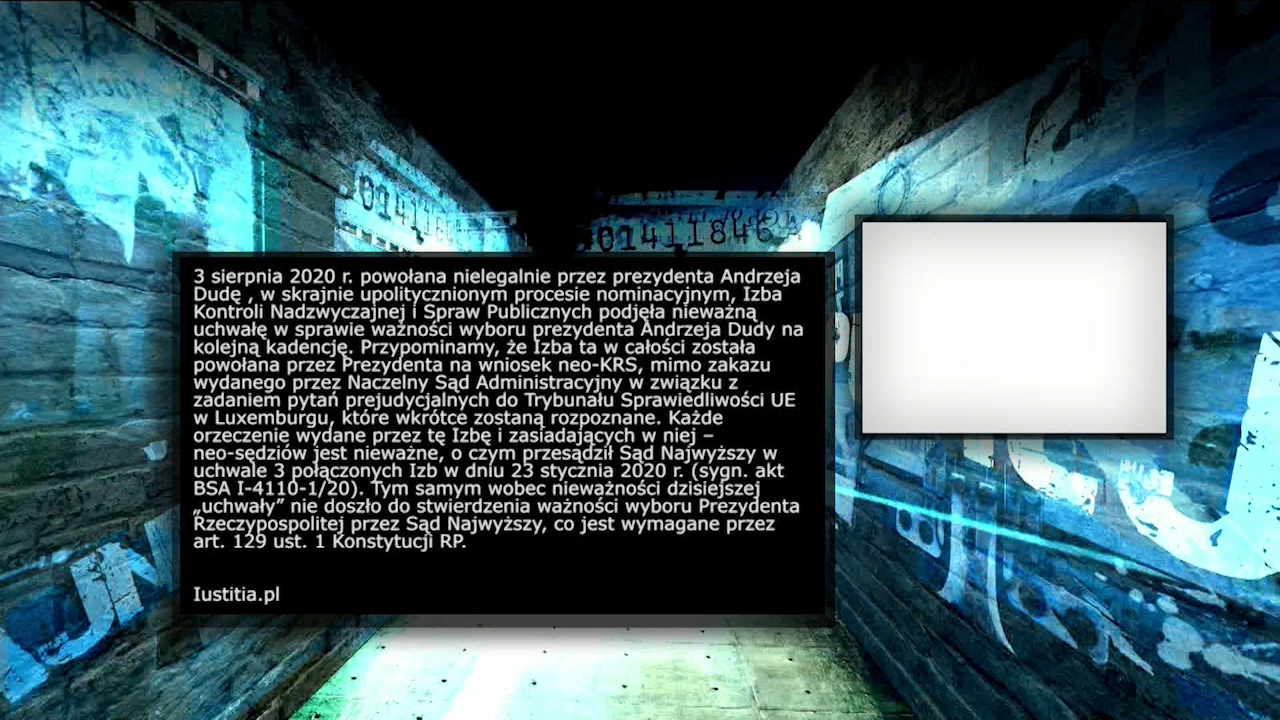 01411846
01411846
3 sierpnia 2020 r. powołana nielegalnie przez prezydenta Andrzeja
Dudę , w skrajnie upolitycznionym procesie nominacyjnym, Izba
Kontroli Nadzwyczajnej i Spraw Publicznych podjęła nieważną
uchwałę w sprawie ważności wyboru prezydenta Andrzeja Dudy na
kolejną kadencję. Przypominamy, że Izba ta w całości została
powołana przez Prezydenta na wniosek neo-KRS, mimo zakazu
wydanego przez Naczelny Sąd Administracyjny w związku z
zadaniem pytań prejudycjalnych do Trybunału Sprawiedliwości UE
w Luxemburgu, które wkrótce zostaną rozpoznane. Każde
orzeczenie wydane przez tę Izbę i zasiadających w niej –
neo-sędziów jest nieważne, o czym przesądził Sąd Najwyższy w
uchwale 3 połączonych Izb w dniu 23 stycznia 2020 r. (sygn. akt
BSA I-4110-1/20). Tym samym wobec nieważności dzisiejszej
„uchwały” nie doszło do stwierdzenia ważności wyboru Prezydenta
Rzeczypospolitej przez Sąd Najwyższy, co jest wymagane przez
art. 129 ust. 1 Konstytucji RP.
Iustitia.pl